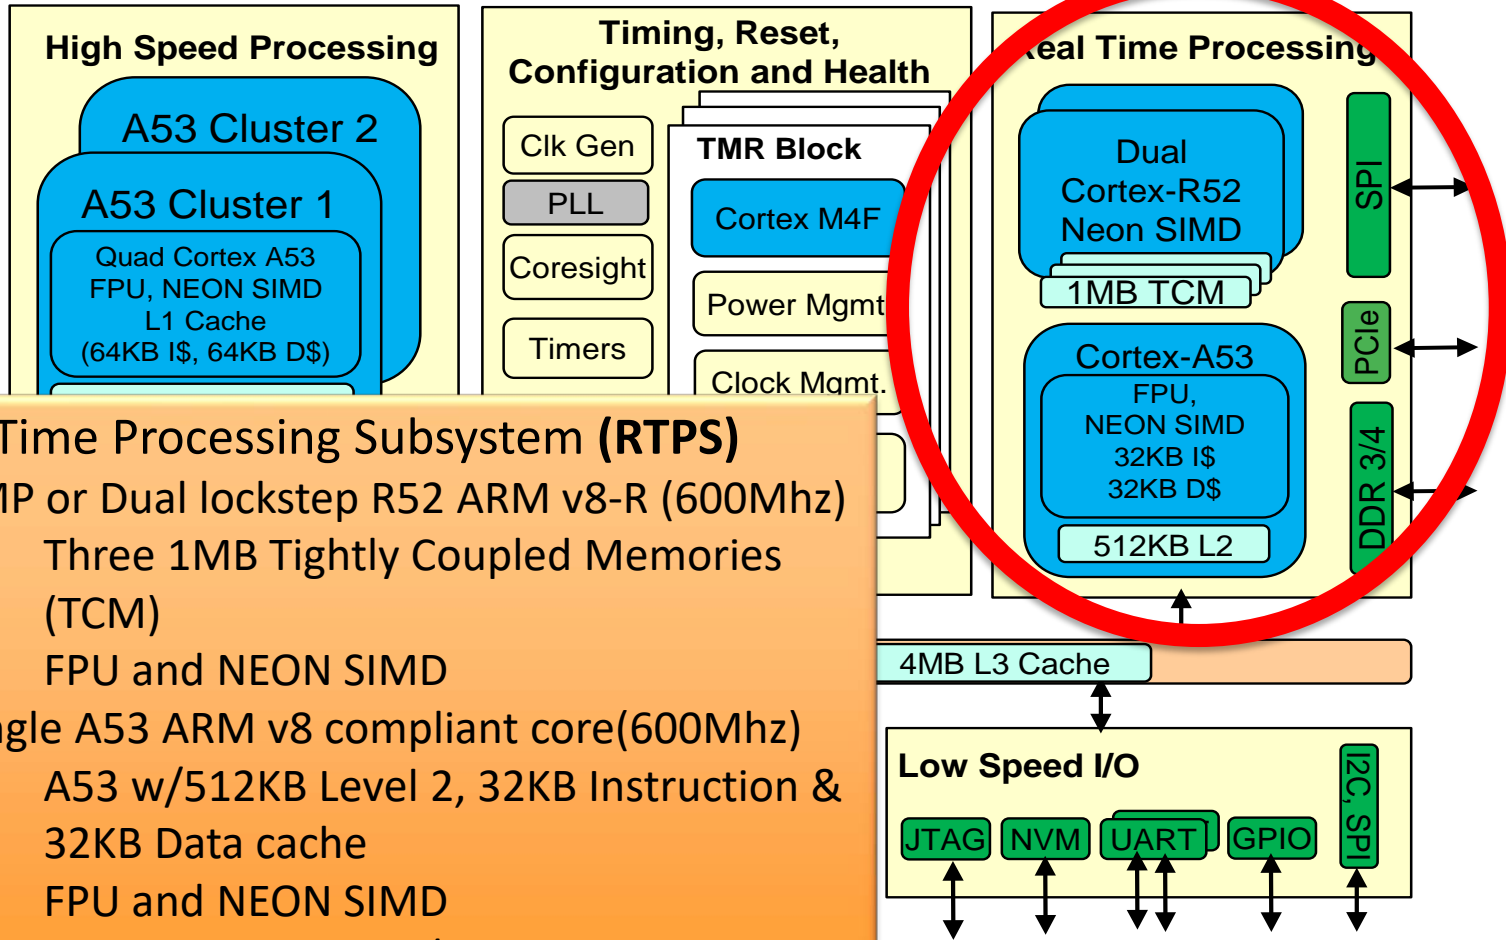 High Speed Processing
A53 Cluster 2
A53 Cluster 1
Quad Cortex A53
FPU, NEON SIMD
L1 Cache
(64KB I$, 64KB D$)
Timing, Reset,
Configuration and Health
Clk Gen
PLL
Coresight
Timers
TMR Block
Cortex M4F
Power Mgmt
Clock Mgmt.
Real Time Processing
Dual
Cortex-R52
Neon SIMD
1MB TCM
Cortex-A53
FPU,
NEON SIMD
32KB I$
32KB D$
512KB L2
SPI
PCIe
DDR 3/4
Time Processing Subsystem (RTPS)
MP or Dual lockstep R52 ARM v8-R (600Mhz)
Three 1MB Tightly Coupled Memories
(TCM)
FPU and NEON SIMD
ngle A53 ARM v8 compliant core(600Mhz)
A53 w/512KB Level 2, 32KB Instruction &
32KB Data cache
FPU and NEON SIMD
4MB L3 Cache
Low Speed I/O
JTAG
NVM
UART
GPIO
I2C, SPI